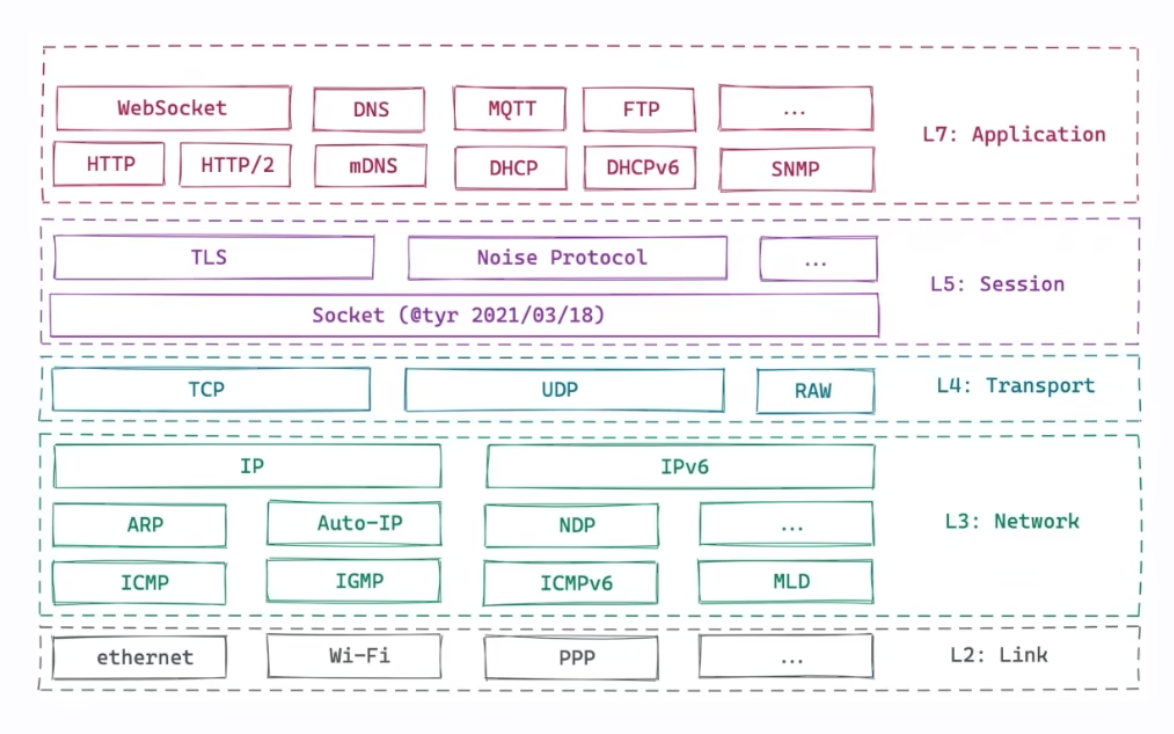 WebSocket DNS MQTT FTP ...
L7: Application
HTTP HTTP/2 mDNS DHCP DHCPv6 SNMP
TLS Noise Protocol ...
L5: Session
Socket (@tyr 2021/03/18)
TCP UDP RAW L4: Transport
IP IPv6
ARP Auto-IP NDP ... L3: Network
ICMP IGMP ICMPv6 MLD
ethernet Wi-Fi PPP ... L2: Link